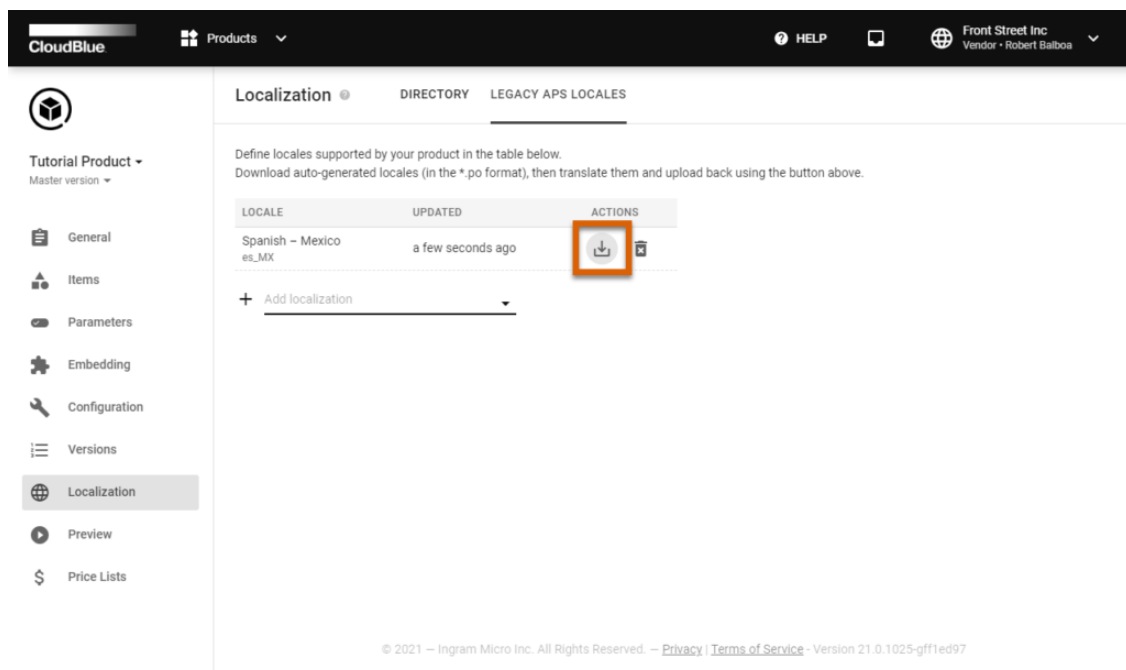 CloudBlue
Products
HELP
Front Street Inc
Vendor • Robert Balboa
Localization
DIRECTORY
LEGACY APS LOCALES
Tutorial Product
Master version
General
Items
Parameters
Embedding
Configuration
Versions
Localization
Preview
Price Lists
Define locales supported by your product in the table below.
Download auto-generated locales (in the *.po format), then translate them and upload back using the button above.
LOCALE UPDATED ACTIONS
Spanish – Mexico a few seconds ago
es_MX
Add localization
© 2021 — Ingram Micro Inc. All Rights Reserved. — Privacy | Terms of Service - Version 21.0.1025-gff1ed97